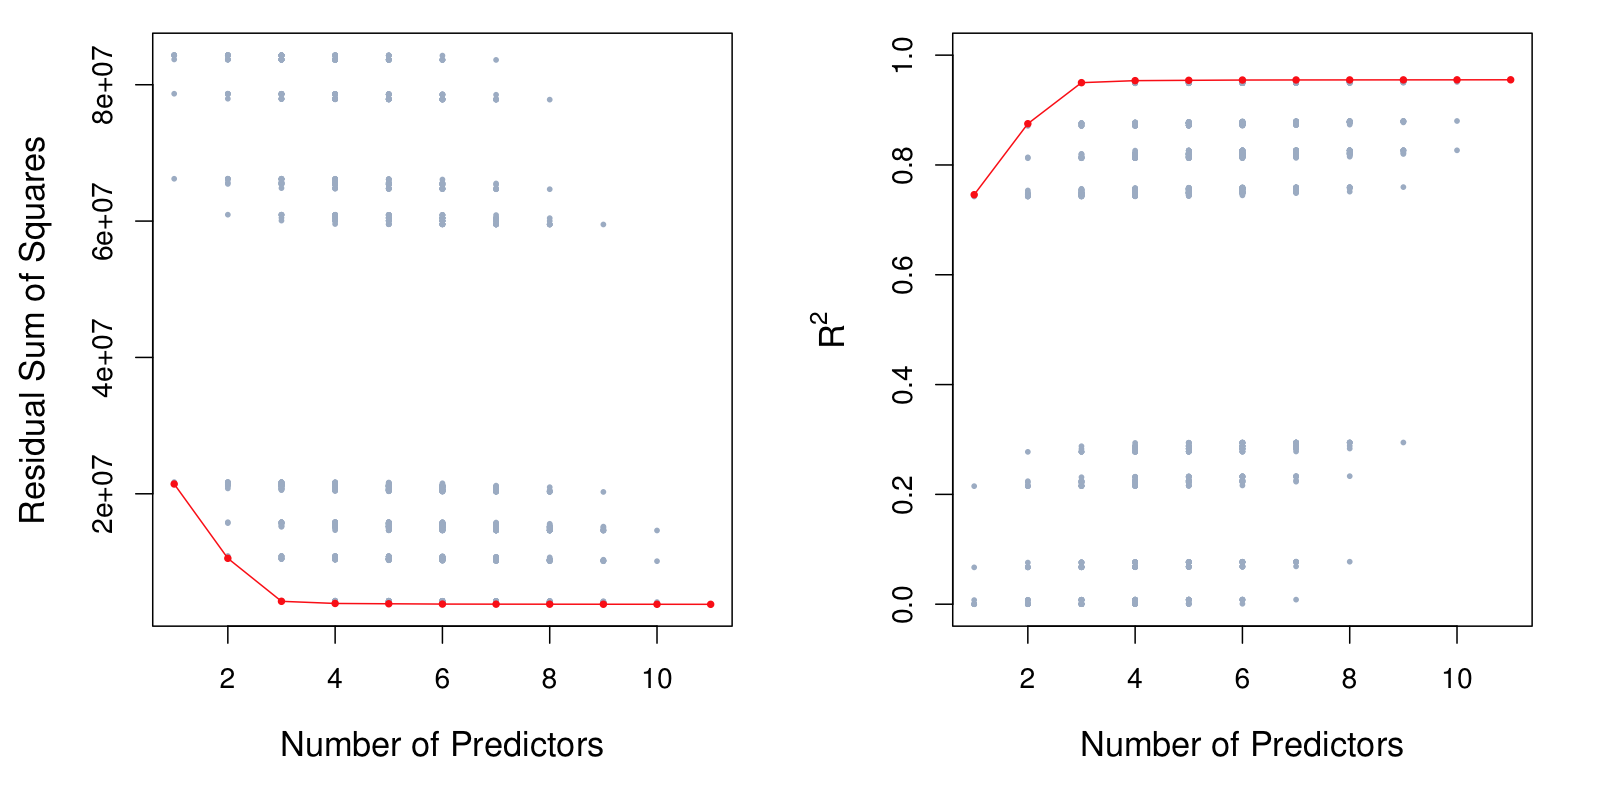 Residual Sum of Squares
8e+07
6e+07
4e+07
2e+07
2 4 6 8 10
Number of Predictors
R²
1.0
0.8
0.6
0.4
0.2
0.0
2 4 6 8 10
Number of Predictors